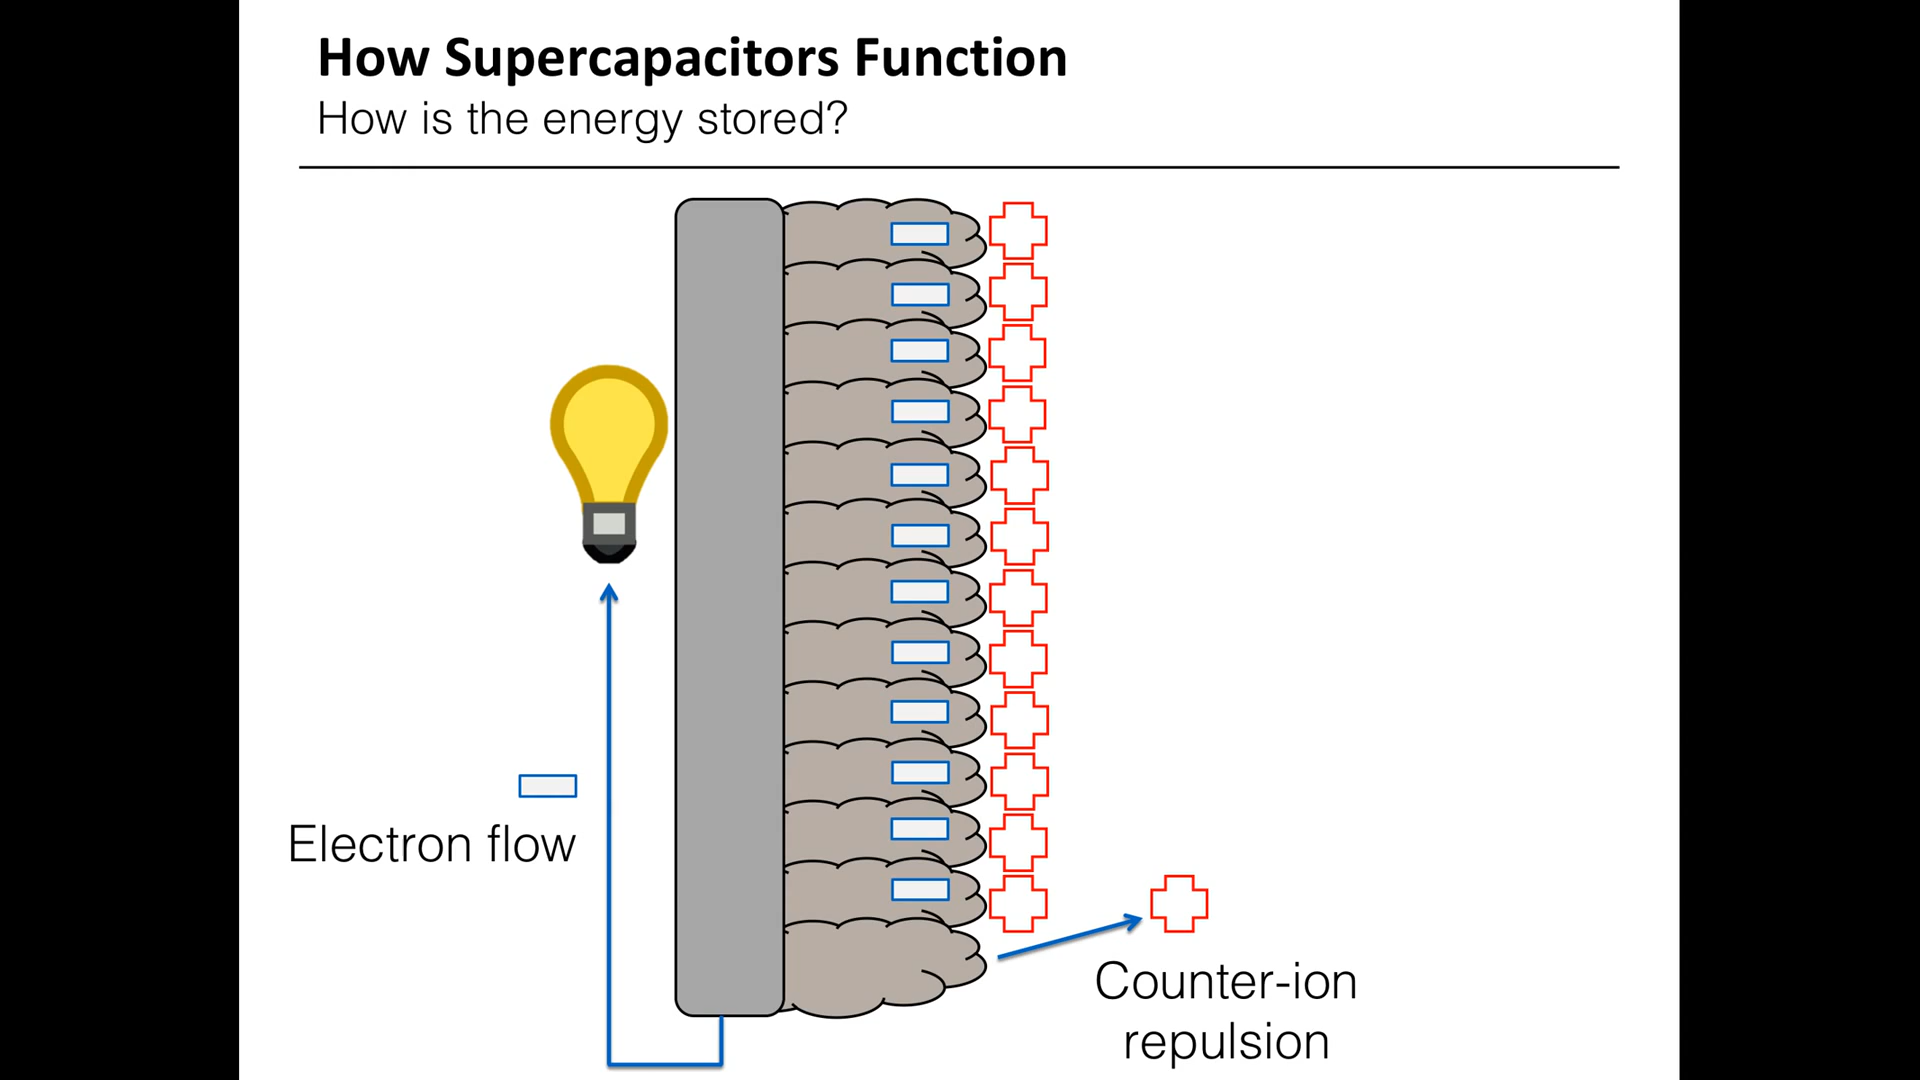 How Supercapacitors Function
How is the energy stored?
Electron flow
Counter-ion
repulsion